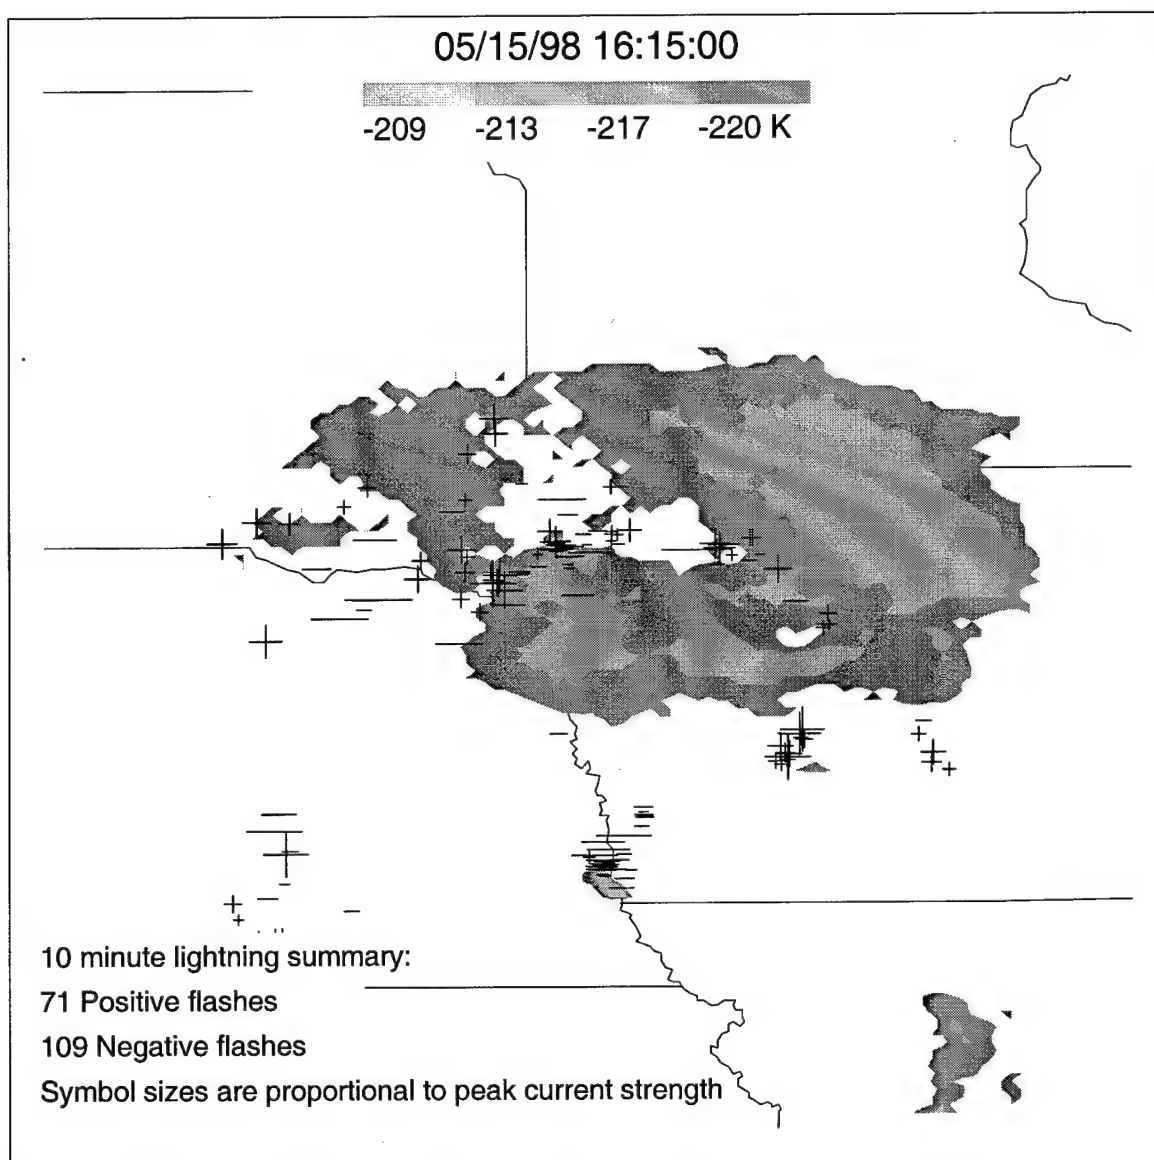 05/15/98 16:15:00
-209 -213 -217 -220 K
10 minute lightning summary:
71 Positive flashes
109 Negative flashes
Symbol sizes are proportional to peak current strength